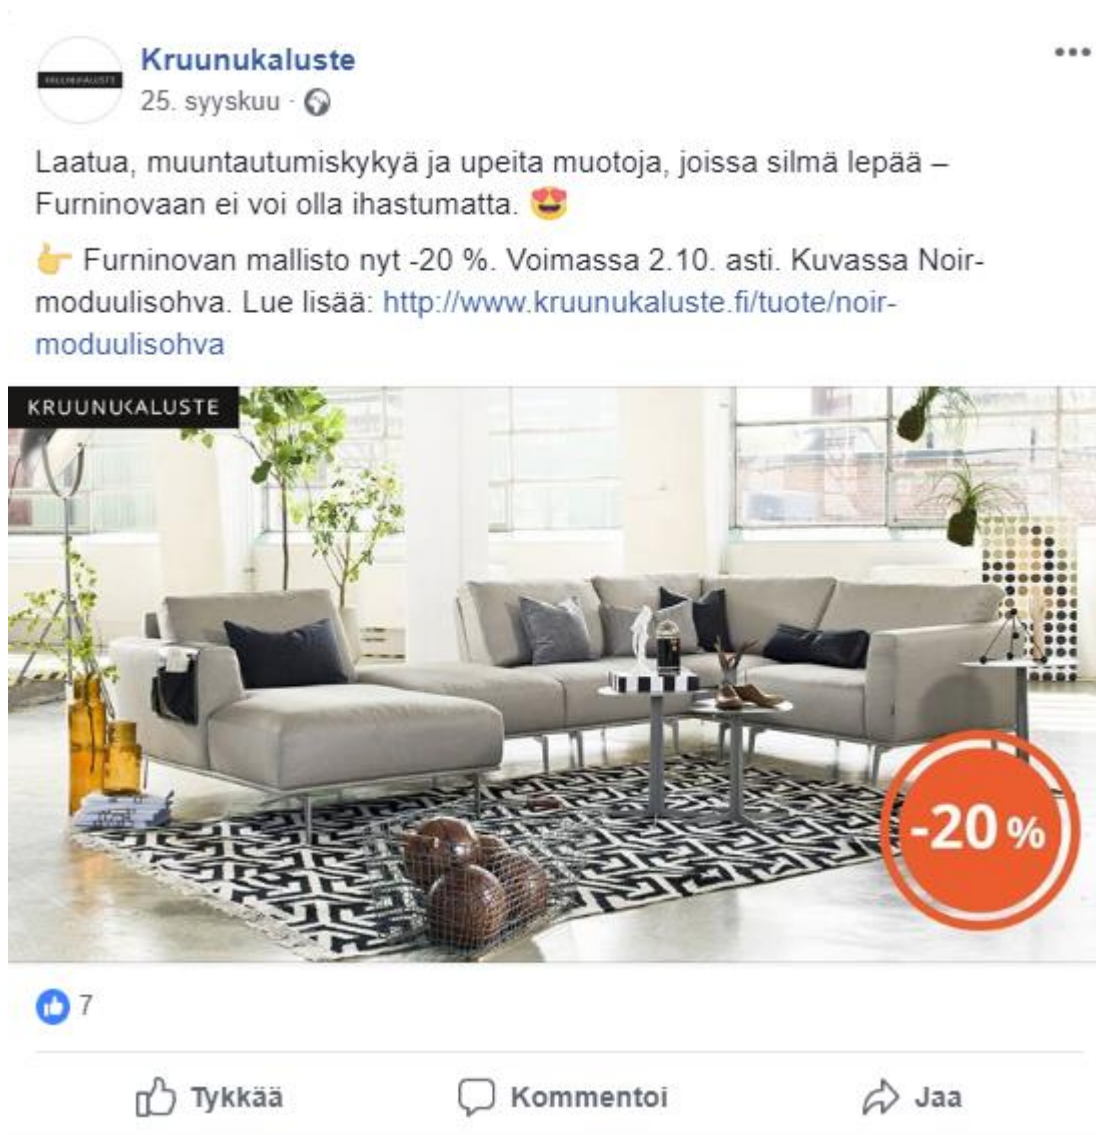 Kruunukaluste
25. syyskuu ·
Laatua, muuntautumiskykyä ja upeita muotoja, joissa silmä lepää –
Furninovaan ei voi olla ihastumatta. 😍
👉 Furninovan mallisto nyt -20 %. Voimassa 2.10. asti. Kuvassa Noir-
moduulisohva. Lue lisää: http://www.kruunukaluste.fi/tuote/noir-
moduulisohva
KRUUNUKALUSTE
-20 %
7
Tykkää Kommentoi Jaa